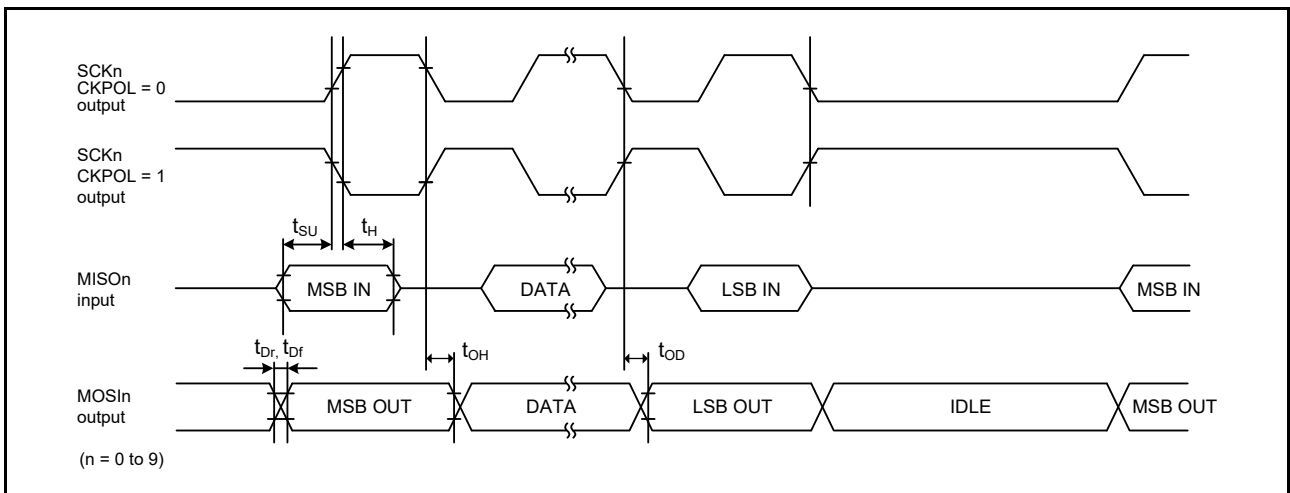 SCKn
CKPOL = 0
output
SCKn
CKPOL = 1
output
tSU
tH
MISOn
input
MSB IN
DATA
LSB IN
MSB IN
tDr, tDf
tOH
tOD
MOSIn
output
MSB OUT
DATA
LSB OUT
IDLE
MSB OUT
(n = 0 to 9)